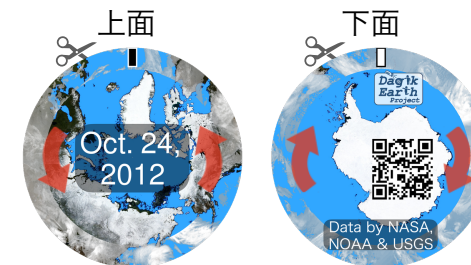 上面
下面
Oct. 24,
2012
Dagik
Earth
Project
Data by NASA,
NOAA & USGS